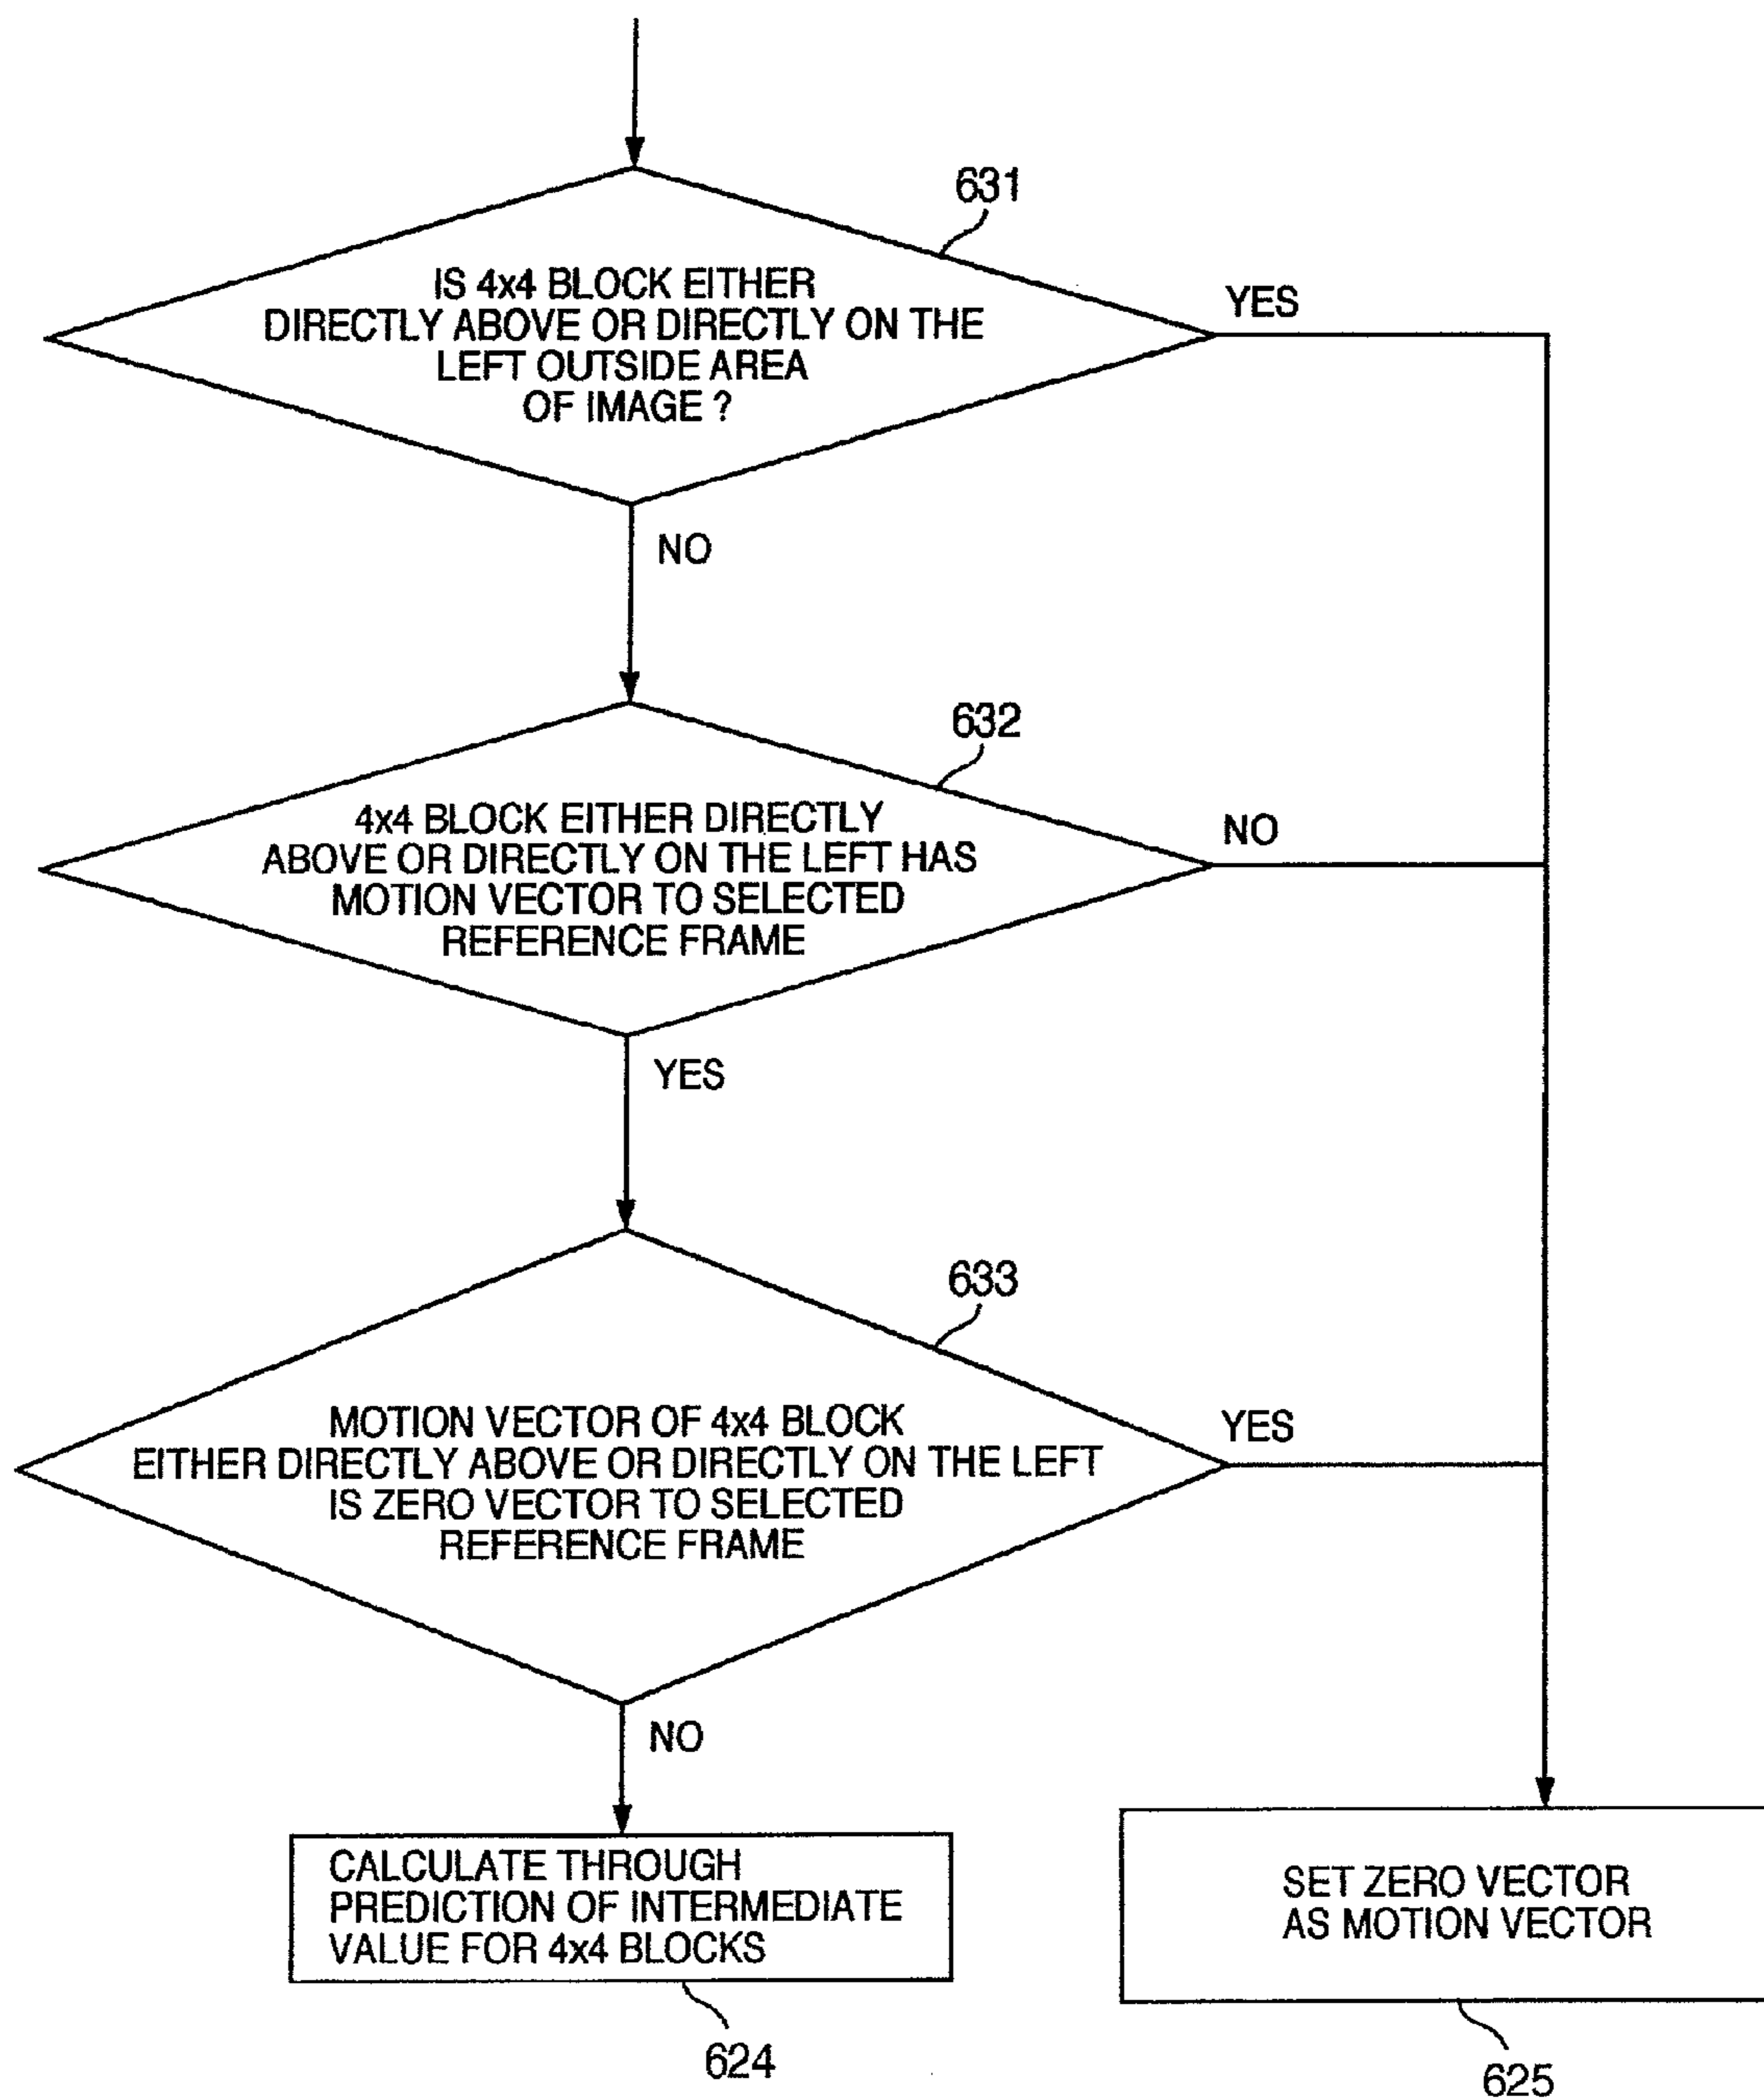 631
IS 4x4 BLOCK EITHER
DIRECTLY ABOVE OR DIRECTLY ON THE
LEFT OUTSIDE AREA
OF IMAGE ?
YES
NO
632
4x4 BLOCK EITHER DIRECTLY
ABOVE OR DIRECTLY ON THE LEFT HAS
MOTION VECTOR TO SELECTED
REFERENCE FRAME
NO
YES
633
MOTION VECTOR OF 4x4 BLOCK
EITHER DIRECTLY ABOVE OR DIRECTLY ON THE LEFT
IS ZERO VECTOR TO SELECTED
REFERENCE FRAME
YES
NO
CALCULATE THROUGH
PREDICTION OF INTERMEDIATE
VALUE FOR 4x4 BLOCKS
624
SET ZERO VECTOR
AS MOTION VECTOR
625